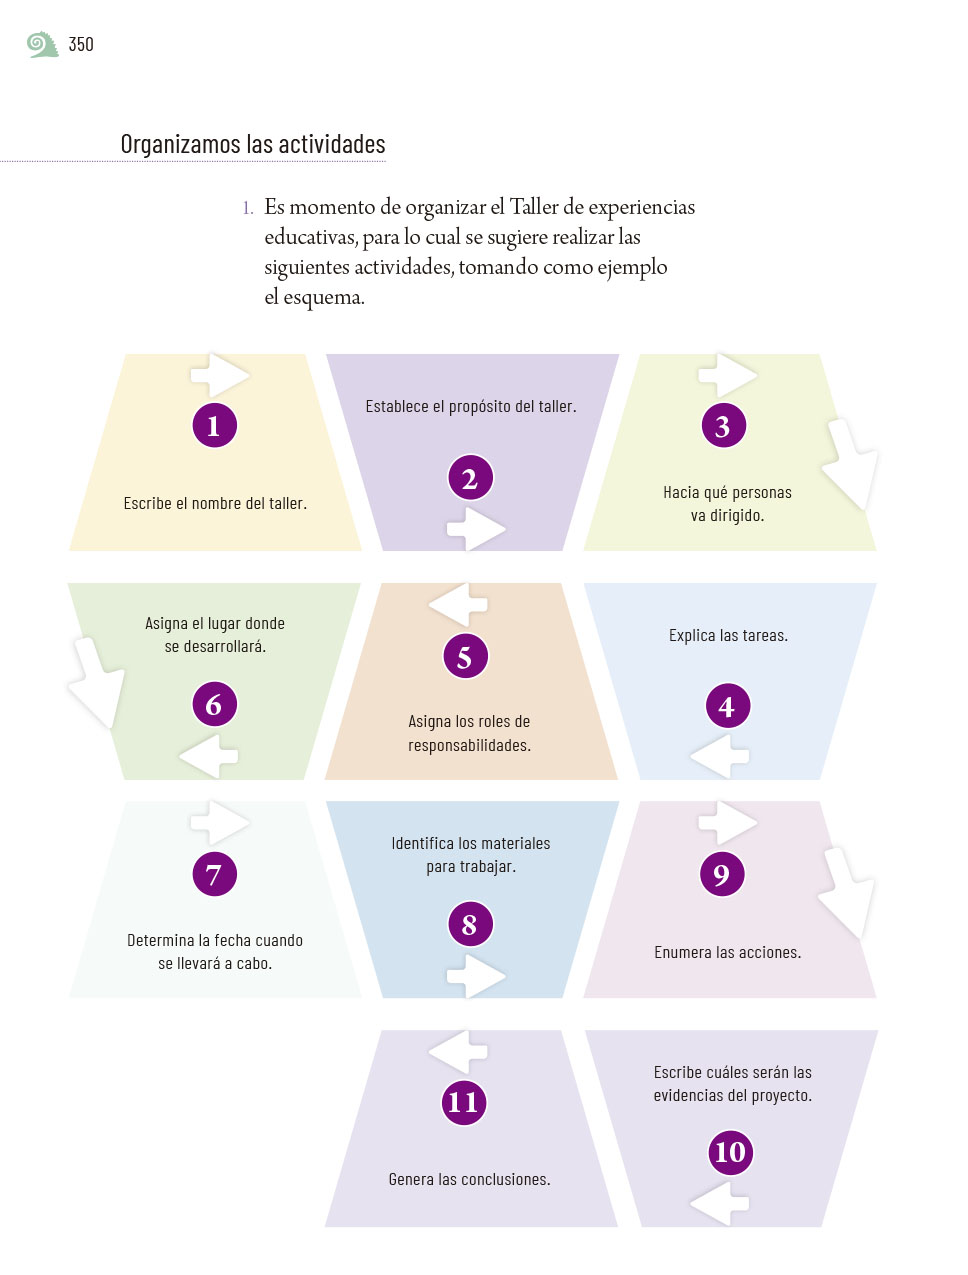 350
Organizamos las actividades
1. Es momento de organizar el Taller de experiencias
educativas, para lo cual se sugiere realizar las
siguientes actividades, tomando como ejemplo
el esquema.
1
Escribe el nombre del taller.
Establece el propósito del taller.
2
3
Hacia qué personas
va dirigido.
Explica las tareas.
4
5
Asigna los roles de
responsabilidades.
Asigna el lugar donde
se desarrollará.
6
7
Determina la fecha cuando
se llevará a cabo.
Identifica los materiales
para trabajar.
8
9
Enumera las acciones.
Escribe cuáles serán las
evidencias del proyecto.
10
11
Genera las conclusiones.